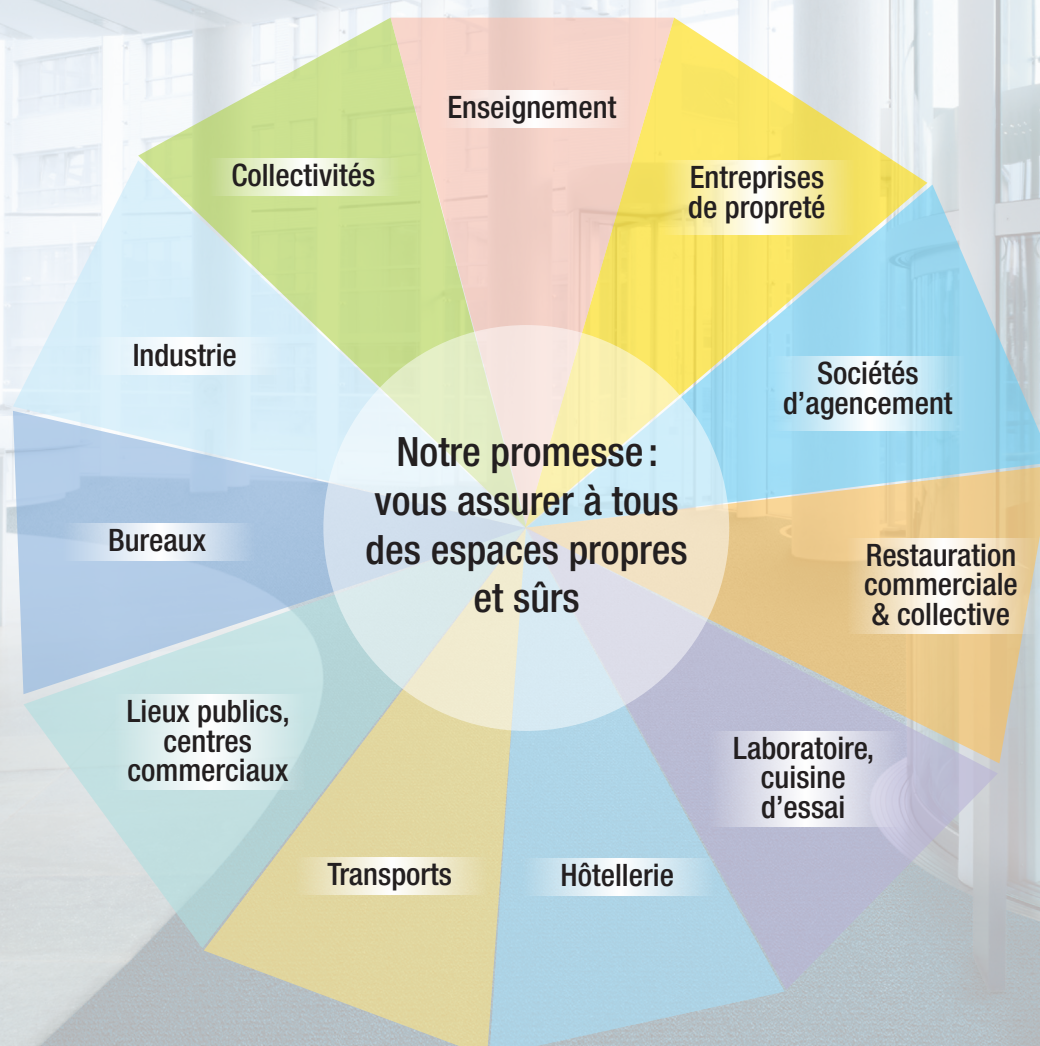 Enseignement
Collectivités
Entreprises
de propreté
Industrie
Sociétés
d’agencement
Notre promesse :
vous assurer à tous
des espaces propres
et sûrs
Bureaux
Restauration
commerciale
& collective
Lieux publics,
centres
commerciaux
Laboratoire,
cuisine
d’essai
Transports
Hôtellerie